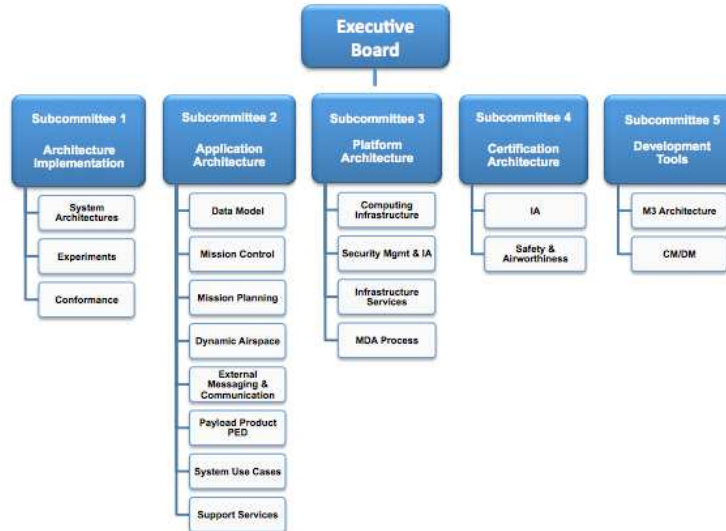 Executive
Board
Subcommittee 1
Architecture
Implementation
System
Architectures
Experiments
Conformance
Subcommittee 2
Application
Architecture
Data Model
Mission Control
Mission Planning
Dynamic Airspace
External
Messaging &
Communication
Payload Product
PED
System Use Cases
Support Services
Subcommittee 3
Platform
Architecture
Computing
Infrastructure
Security Mgmt & IA
Infrastructure
Services
MDA Process
Subcommittee 4
Certification
Architecture
IA
Safety &
Airworthiness
Subcommittee 5
Development
Tools
M3 Architecture
CM/DM